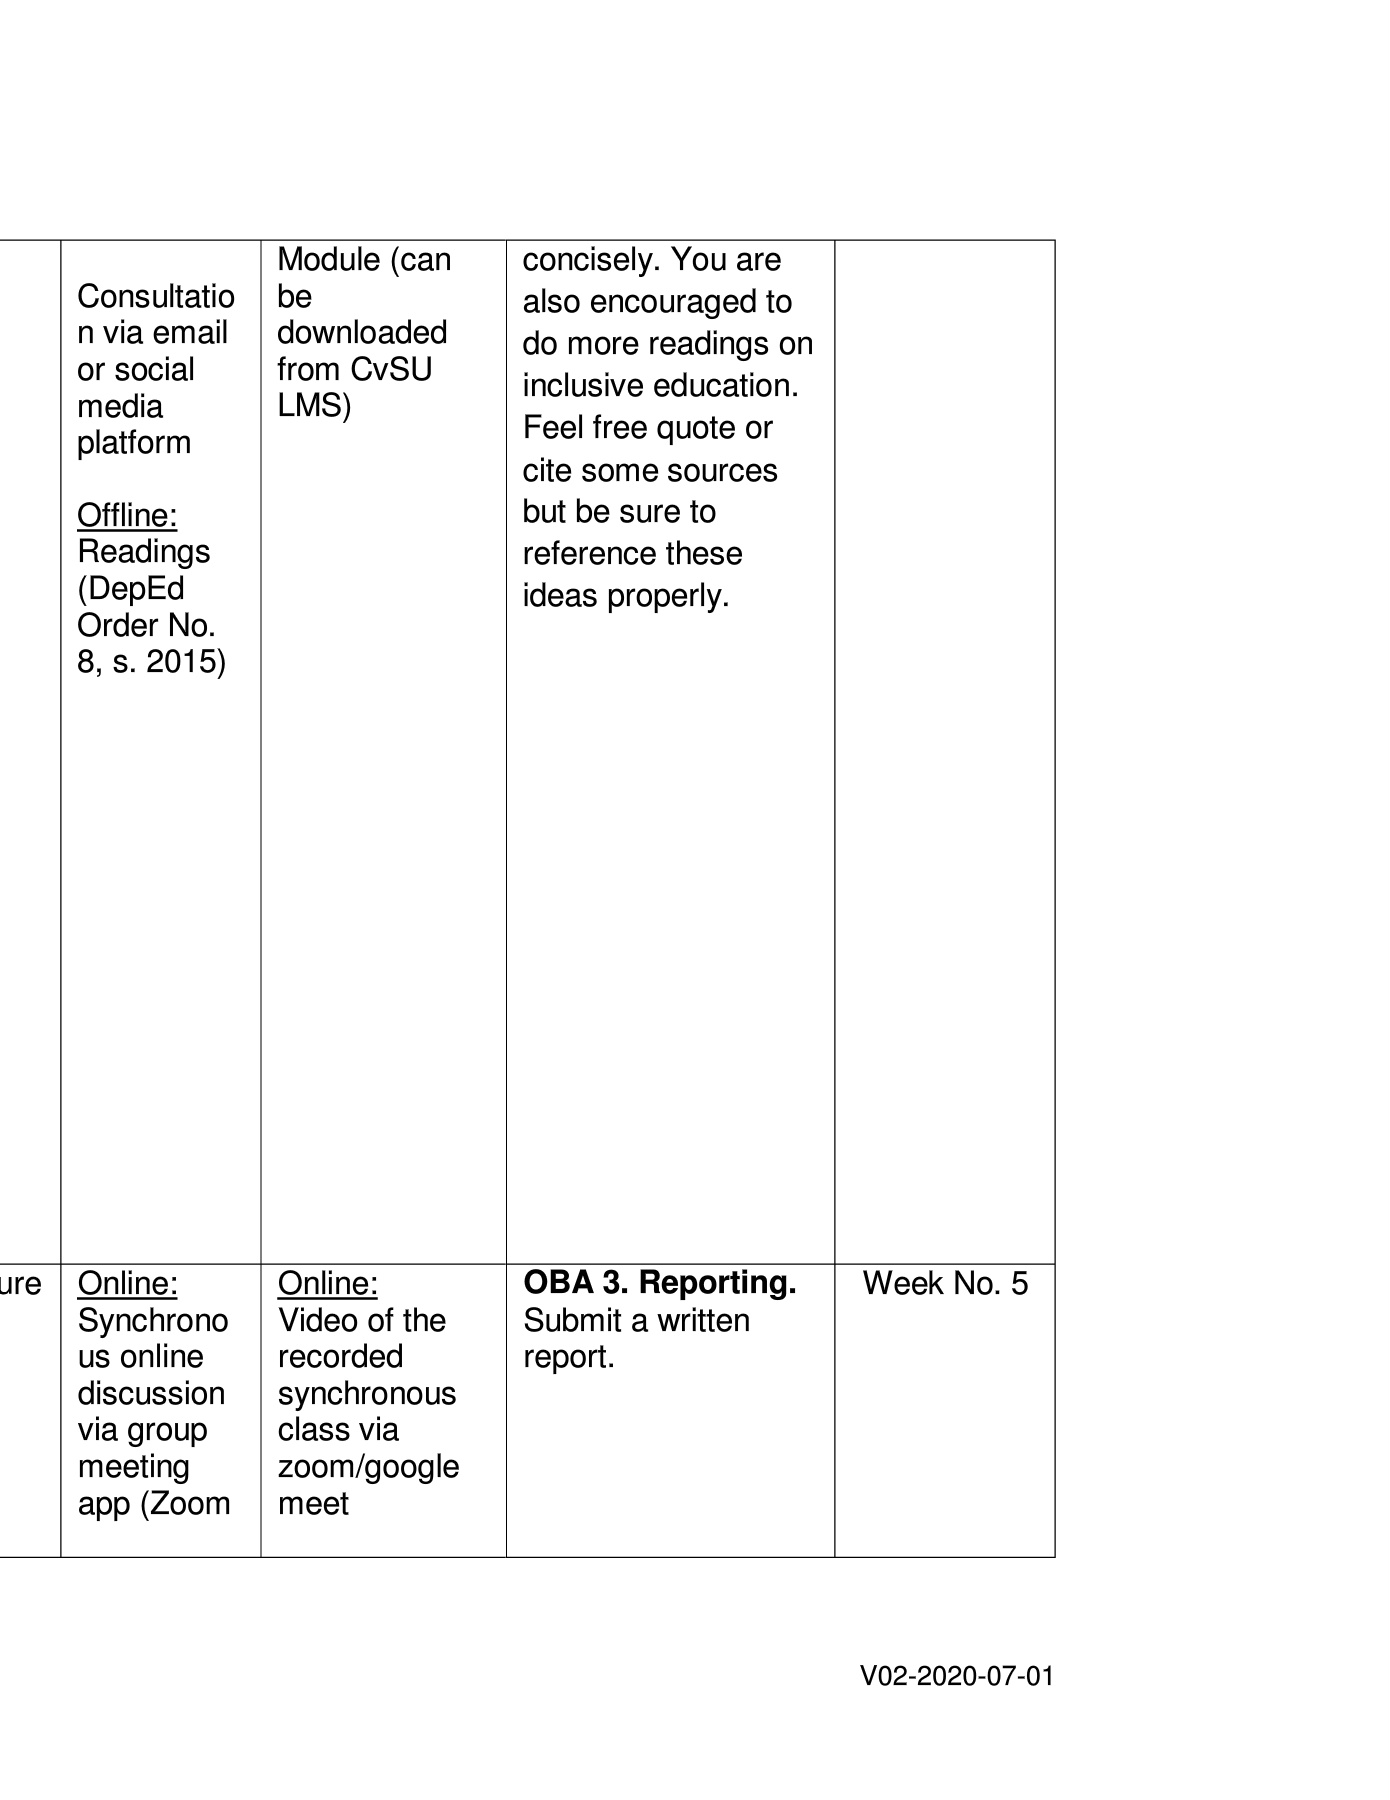 Consultatio
n via email
or social
media
platform
Offline:
Readings
(DepEd
Order No.
8, s. 2015)
Module (can
be
downloaded
from CvSU
LMS)
concisely. You are
also encouraged to
do more readings on
inclusive education.
Feel free quote or
cite some sources
but be sure to
reference these
ideas properly.
ure
Online:
Synchrono
us online
discussion
via group
meeting
app (Zoom
Online:
Video of the
recorded
synchronous
class via
zoom/google
meet
OBA 3. Reporting.
Submit a written
report.
Week No. 5
V02-2020-07-01